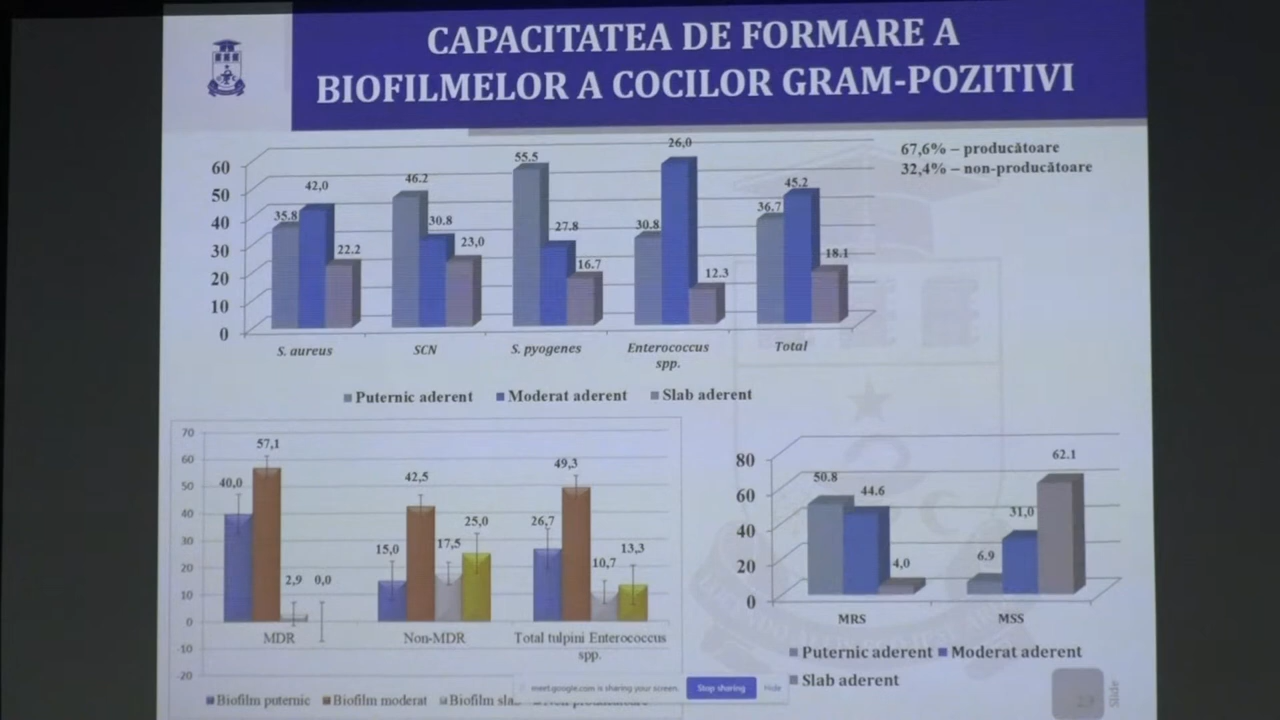 CAPACITATEA DE FORMARE A
BIOFILMELOR A COCILOR GRAM-POZITIVI
67,6% – producătoare
32,4% – non-producătoare
60
50
40
30
20
10
0
35.8
42,0
22.2
46.2
30.8
23,0
55.5
27.8
16.7
30.8
26,0
12.3
36.7
45.2
18.1
S. aureus
SCN
S. pyogenes
Enterococcus
spp.
Total
Puternic aderent
Moderat aderent
Slab aderent
70
60
50
40
30
20
10
0
-10
-20
40,0
57,1
2,9
0,0
15,0
42,5
17,5
25,0
26,7
49,3
10,7
13,3
MDR
Non-MDR
Total tulpini Enterococcus
spp.
Biofilm puternic
Biofilm moderat
Biofilm
meet.google.com is sharing your screen.
Stop sharing
Hide
80
60
40
20
0
50.8
44.6
4,0
6.9
31,0
62.1
MRS
MSS
Puternic aderent
Moderat aderent
Slab aderent
23
Slide